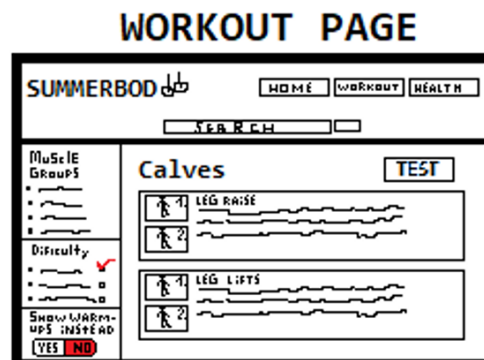 WORKOUT PAGE
SUMMERBOD
HOME WORKOUT HEALTH
SEARCH
MuSclE
GROUPS
Calves TEST
1. LEG RAISE
2.
Dificulty
1. LEG LIFTS
2.
SHOW WARM-
UPS INSTEAD
YES NO